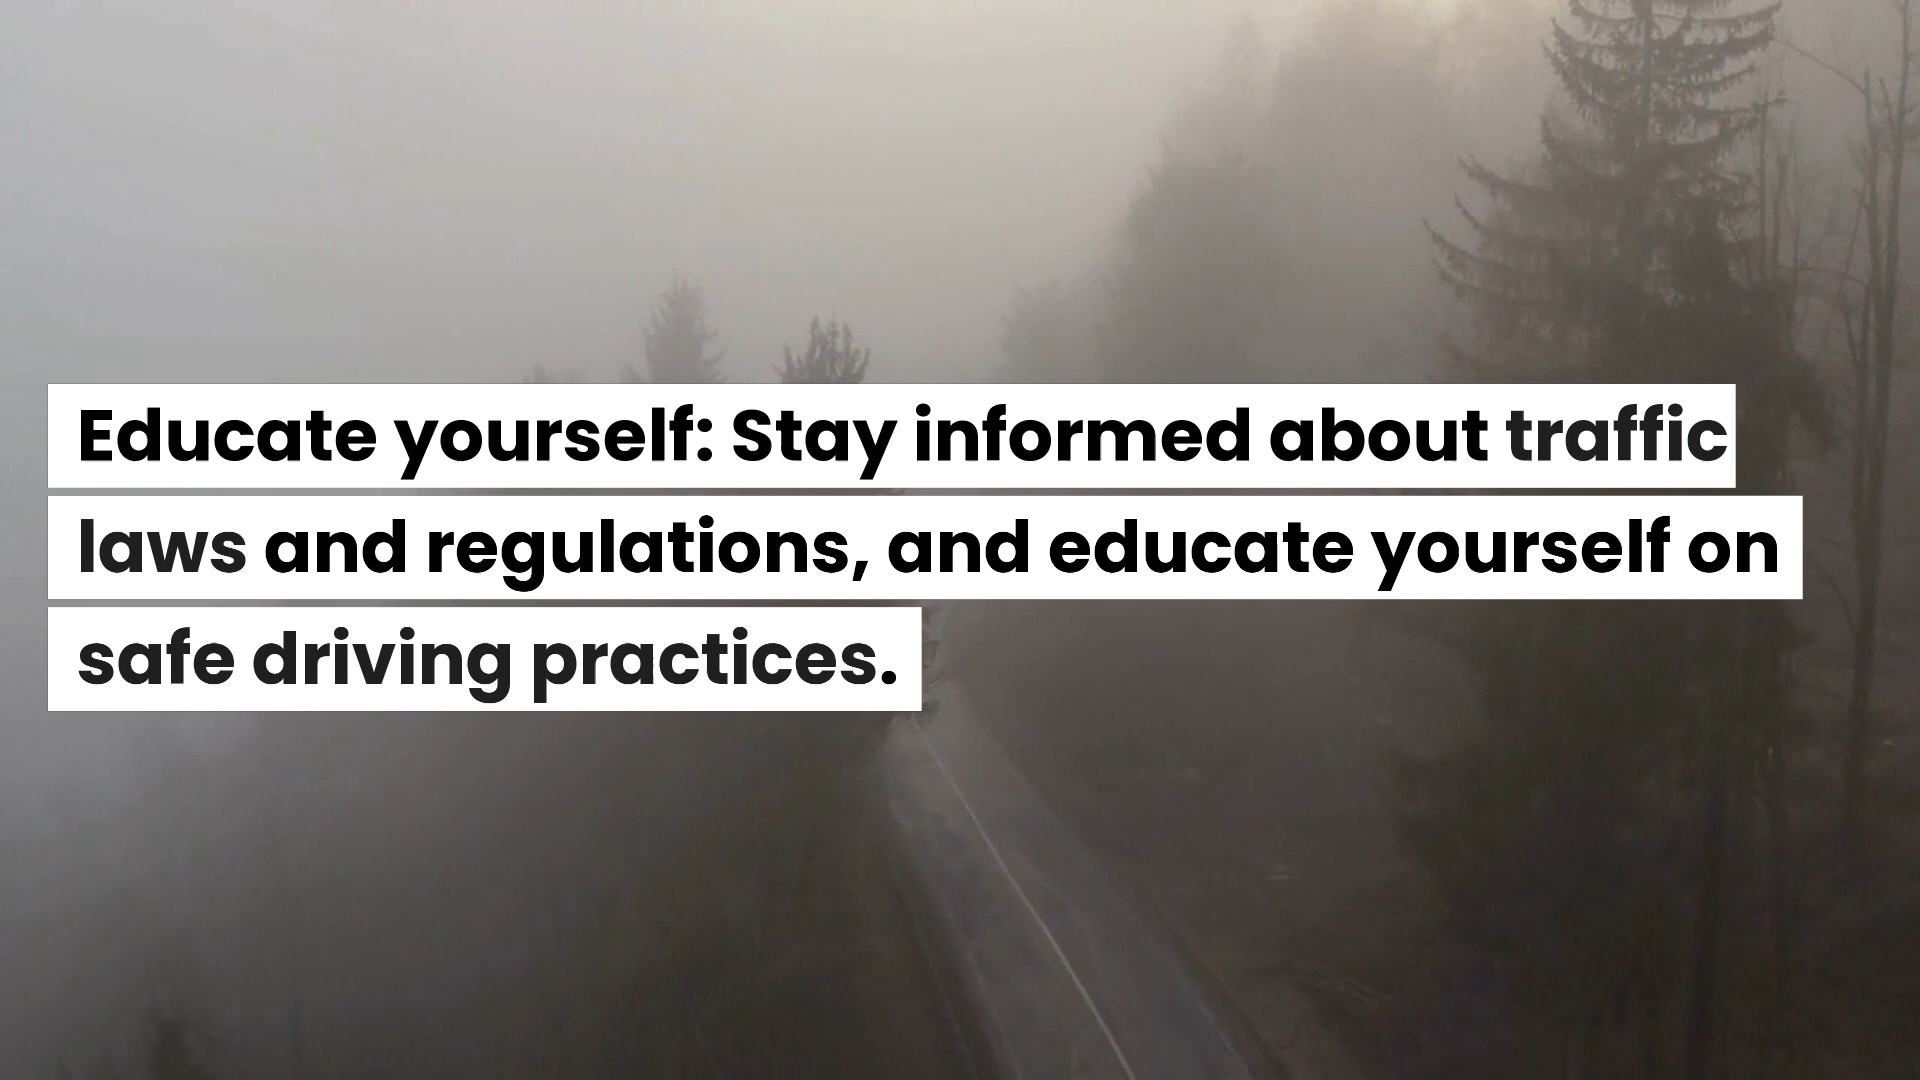 Educate yourself: Stay informed about traffic
laws and regulations, and educate yourself on
safe driving practices.